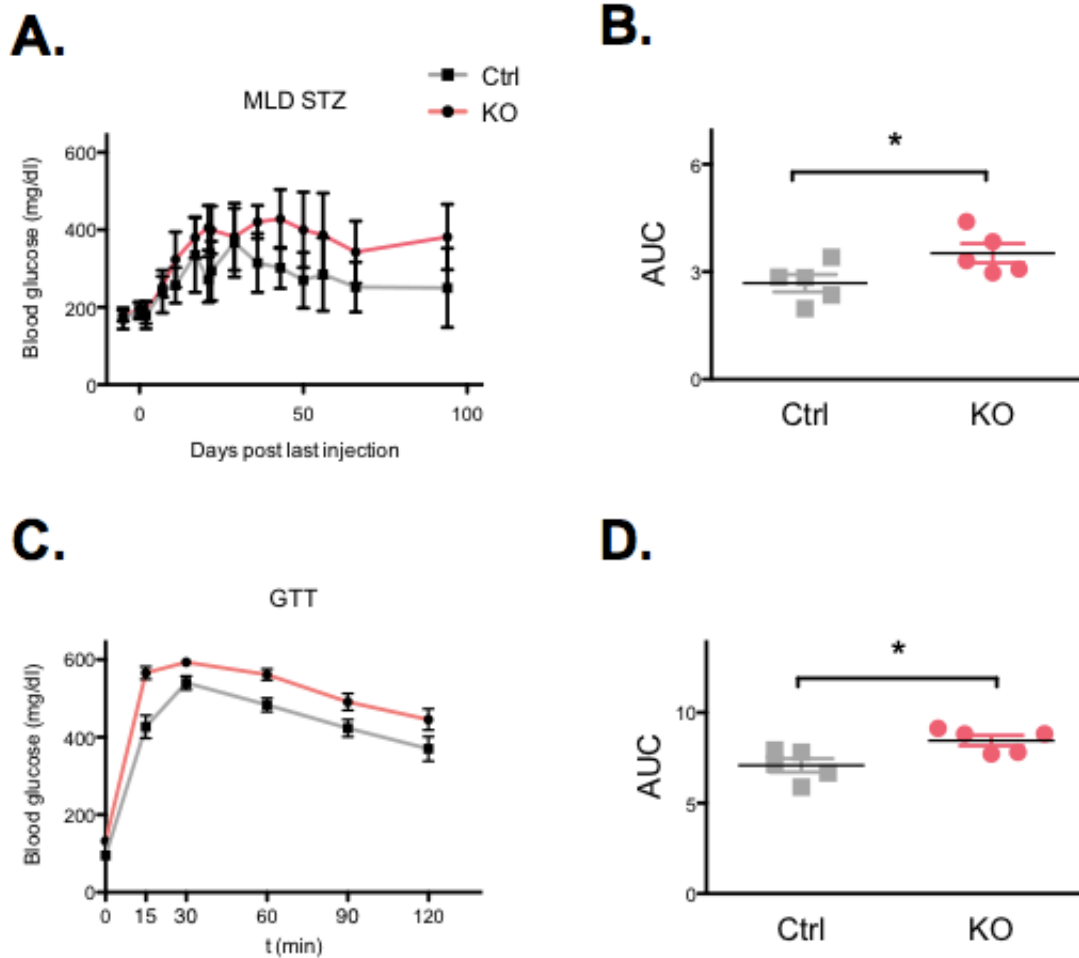 A.
MLD STZ
Ctrl
KO
Blood glucose (mg/dl)
600
400
200
0
0
50
100
Days post last injection
B.
*
AUC
6
3
0
Ctrl
KO
C.
GTT
Blood glucose (mg/dl)
600
400
200
0
0
15
30
60
90
120
t (min)
D.
*
AUC
10
5
0
Ctrl
KO